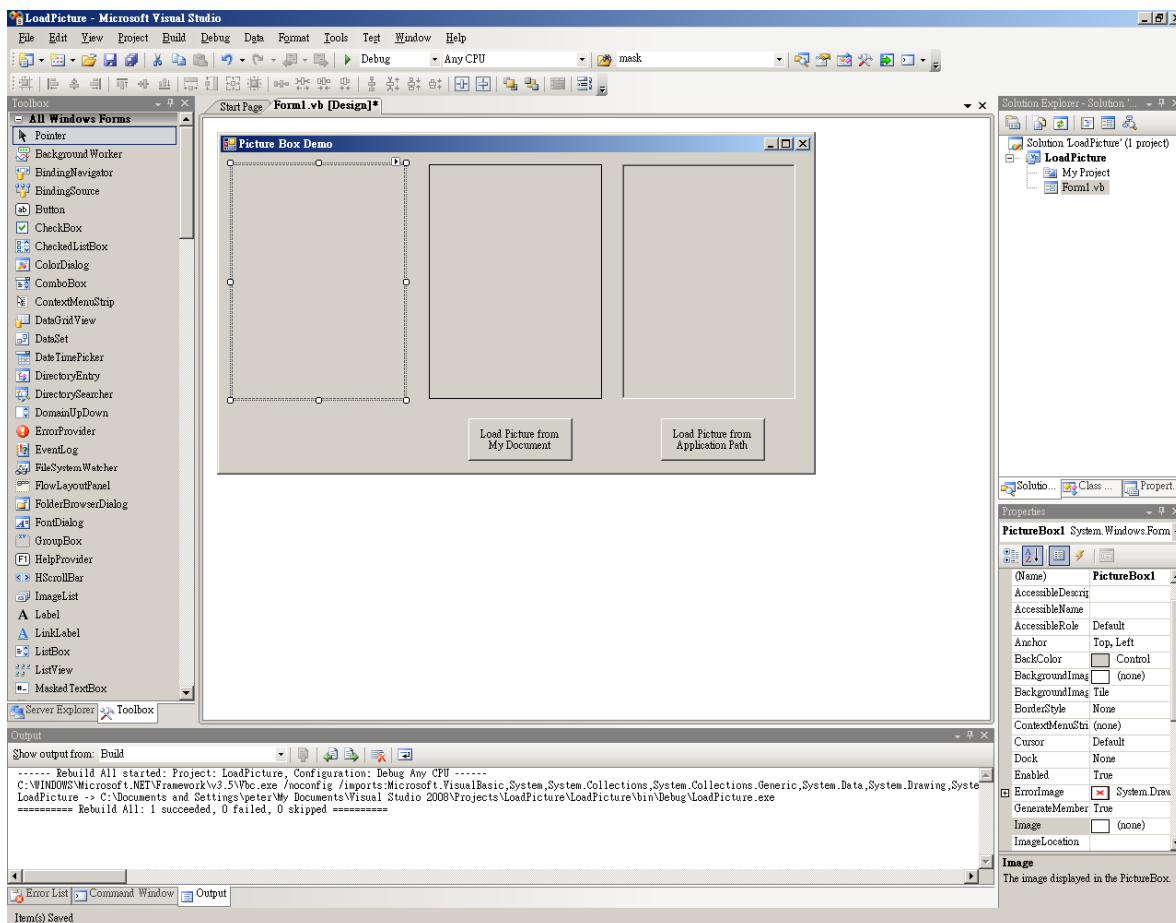 LoadPicture - Microsoft Visual Studio
File Edit View Project Build Debug Data Format Tools Test Window Help
Debug Any CPU mask
Toolbox
Start Page Form1.vb [Design]*
Solution Explorer - Solution '...
All Windows Forms
Pointer
BackgroundWorker
BindingNavigator
BindingSource
Button
CheckBox
CheckedListBox
ColorDialog
ComboBox
ContextMenuStrip
DataGridView
DataSet
DateTimePicker
DirectoryEntry
DirectorySearcher
DomainUpDown
ErrorProvider
EventLog
FileSystemWatcher
FlowLayoutPanel
FolderBrowserDialog
FontDialog
GroupBox
HelpProvider
HScrollBar
ImageList
Label
LinkLabel
ListBox
ListView
MaskedTextBox
Server Explorer Toolbox
Picture Box Demo
Load Picture from
My Document
Load Picture from
Application Path
Solution 'LoadPicture' (1 project)
LoadPicture
My Project
Form1.vb
Solutio... Class ... Propert.
Properties
PictureBox1 System.Windows.Form
(Name) PictureBox1
AccessibleDescrip
AccessibleName
AccessibleRole Default
Anchor Top, Left
BackColor Control
BackgroundImag (none)
BackgroundImag Tile
BorderStyle None
ContextMenuStri (none)
Cursor Default
Dock None
Enabled True
ErrorImage System.Draw
GenerateMember True
Image (none)
ImageLocation
Image
The image displayed in the PictureBox.
Output
Show output from: Build
------ Rebuild All started: Project: LoadPicture, Configuration: Debug Any CPU ------
C:\WINDOWS\Microsoft.NET\Framework\v3.5\Vbc.exe /noconfig /imports:Microsoft.VisualBasic,System,System.Collections,System.Collections.Generic,System.Data,System.Drawing,Syste
LoadPicture -> C:\Documents and Settings\peter\My Documents\Visual Studio 2008\Projects\LoadPicture\LoadPicture\bin\Debug\LoadPicture.exe
========== Rebuild All: 1 succeeded, 0 failed, 0 skipped ==========
Error List Command Window Output
Item(s) Saved